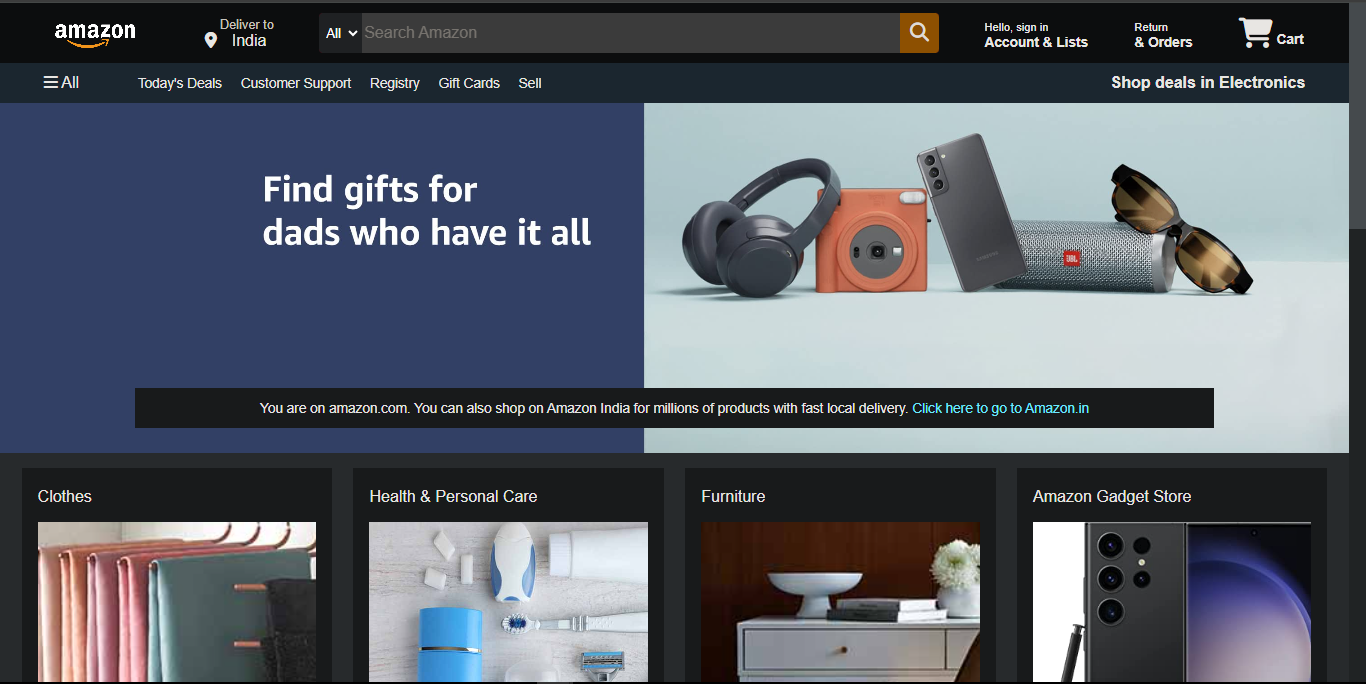 amazon
Deliver to
India
All
Search Amazon
Hello, sign in
Account & Lists
Return
& Orders
Cart
All
Today's Deals
Customer Support
Registry
Gift Cards
Sell
Shop deals in Electronics
Find gifts for
dads who have it all
JBL
SAMSUNG
You are on amazon.com. You can also shop on Amazon India for millions of products with fast local delivery. Click here to go to Amazon.in
Clothes
Health & Personal Care
Furniture
Amazon Gadget Store